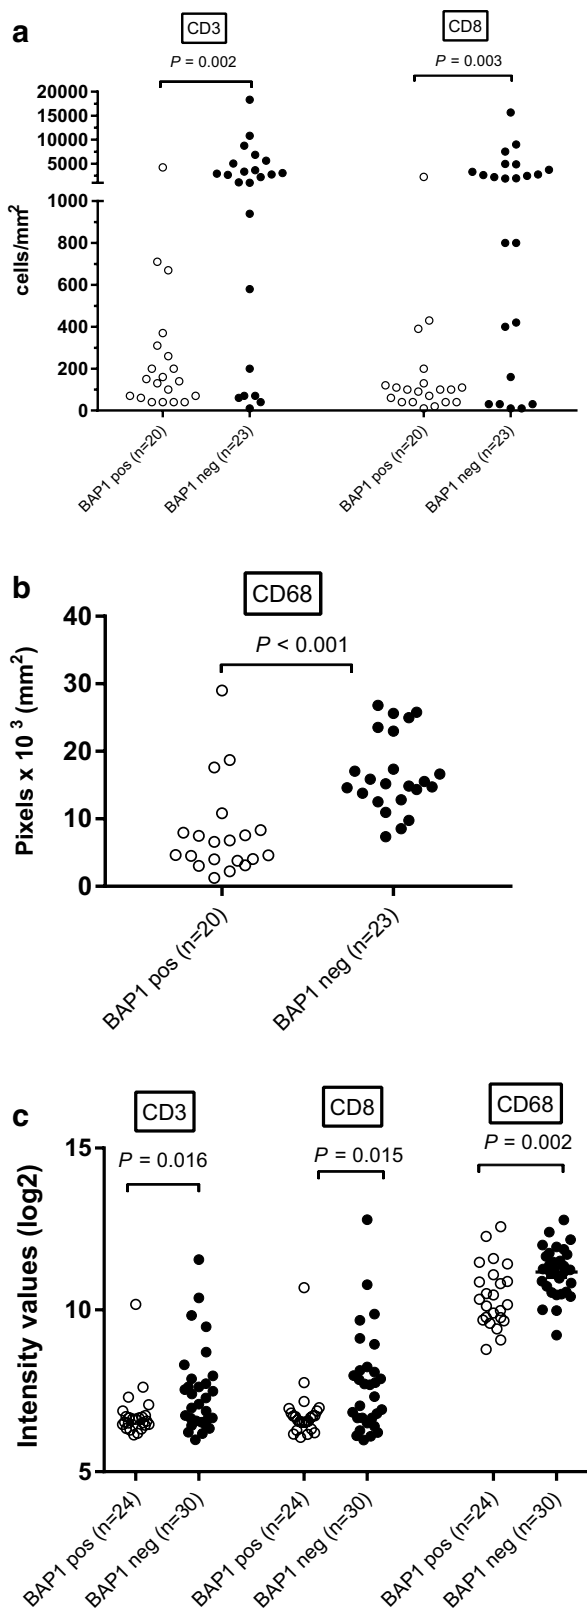 a
CD3
CD8
P = 0.002
P = 0.003
20000
15000
10000
5000
1000
800
600
400
200
0
cells/mm²
BAP1 pos (n=20)
BAP1 neg (n=23)
BAP1 pos (n=20)
BAP1 neg (n=23)
b
CD68
P < 0.001
40
30
20
10
0
Pixels x 10³ (mm²)
BAP1 pos (n=20)
BAP1 neg (n=23)
c
CD3
CD8
CD68
P = 0.016
P = 0.015
P = 0.002
15
10
5
Intensity values (log2)
BAP1 pos (n=24)
BAP1 neg (n=30)
BAP1 pos (n=24)
BAP1 neg (n=30)
BAP1 pos (n=24)
BAP1 neg (n=30)